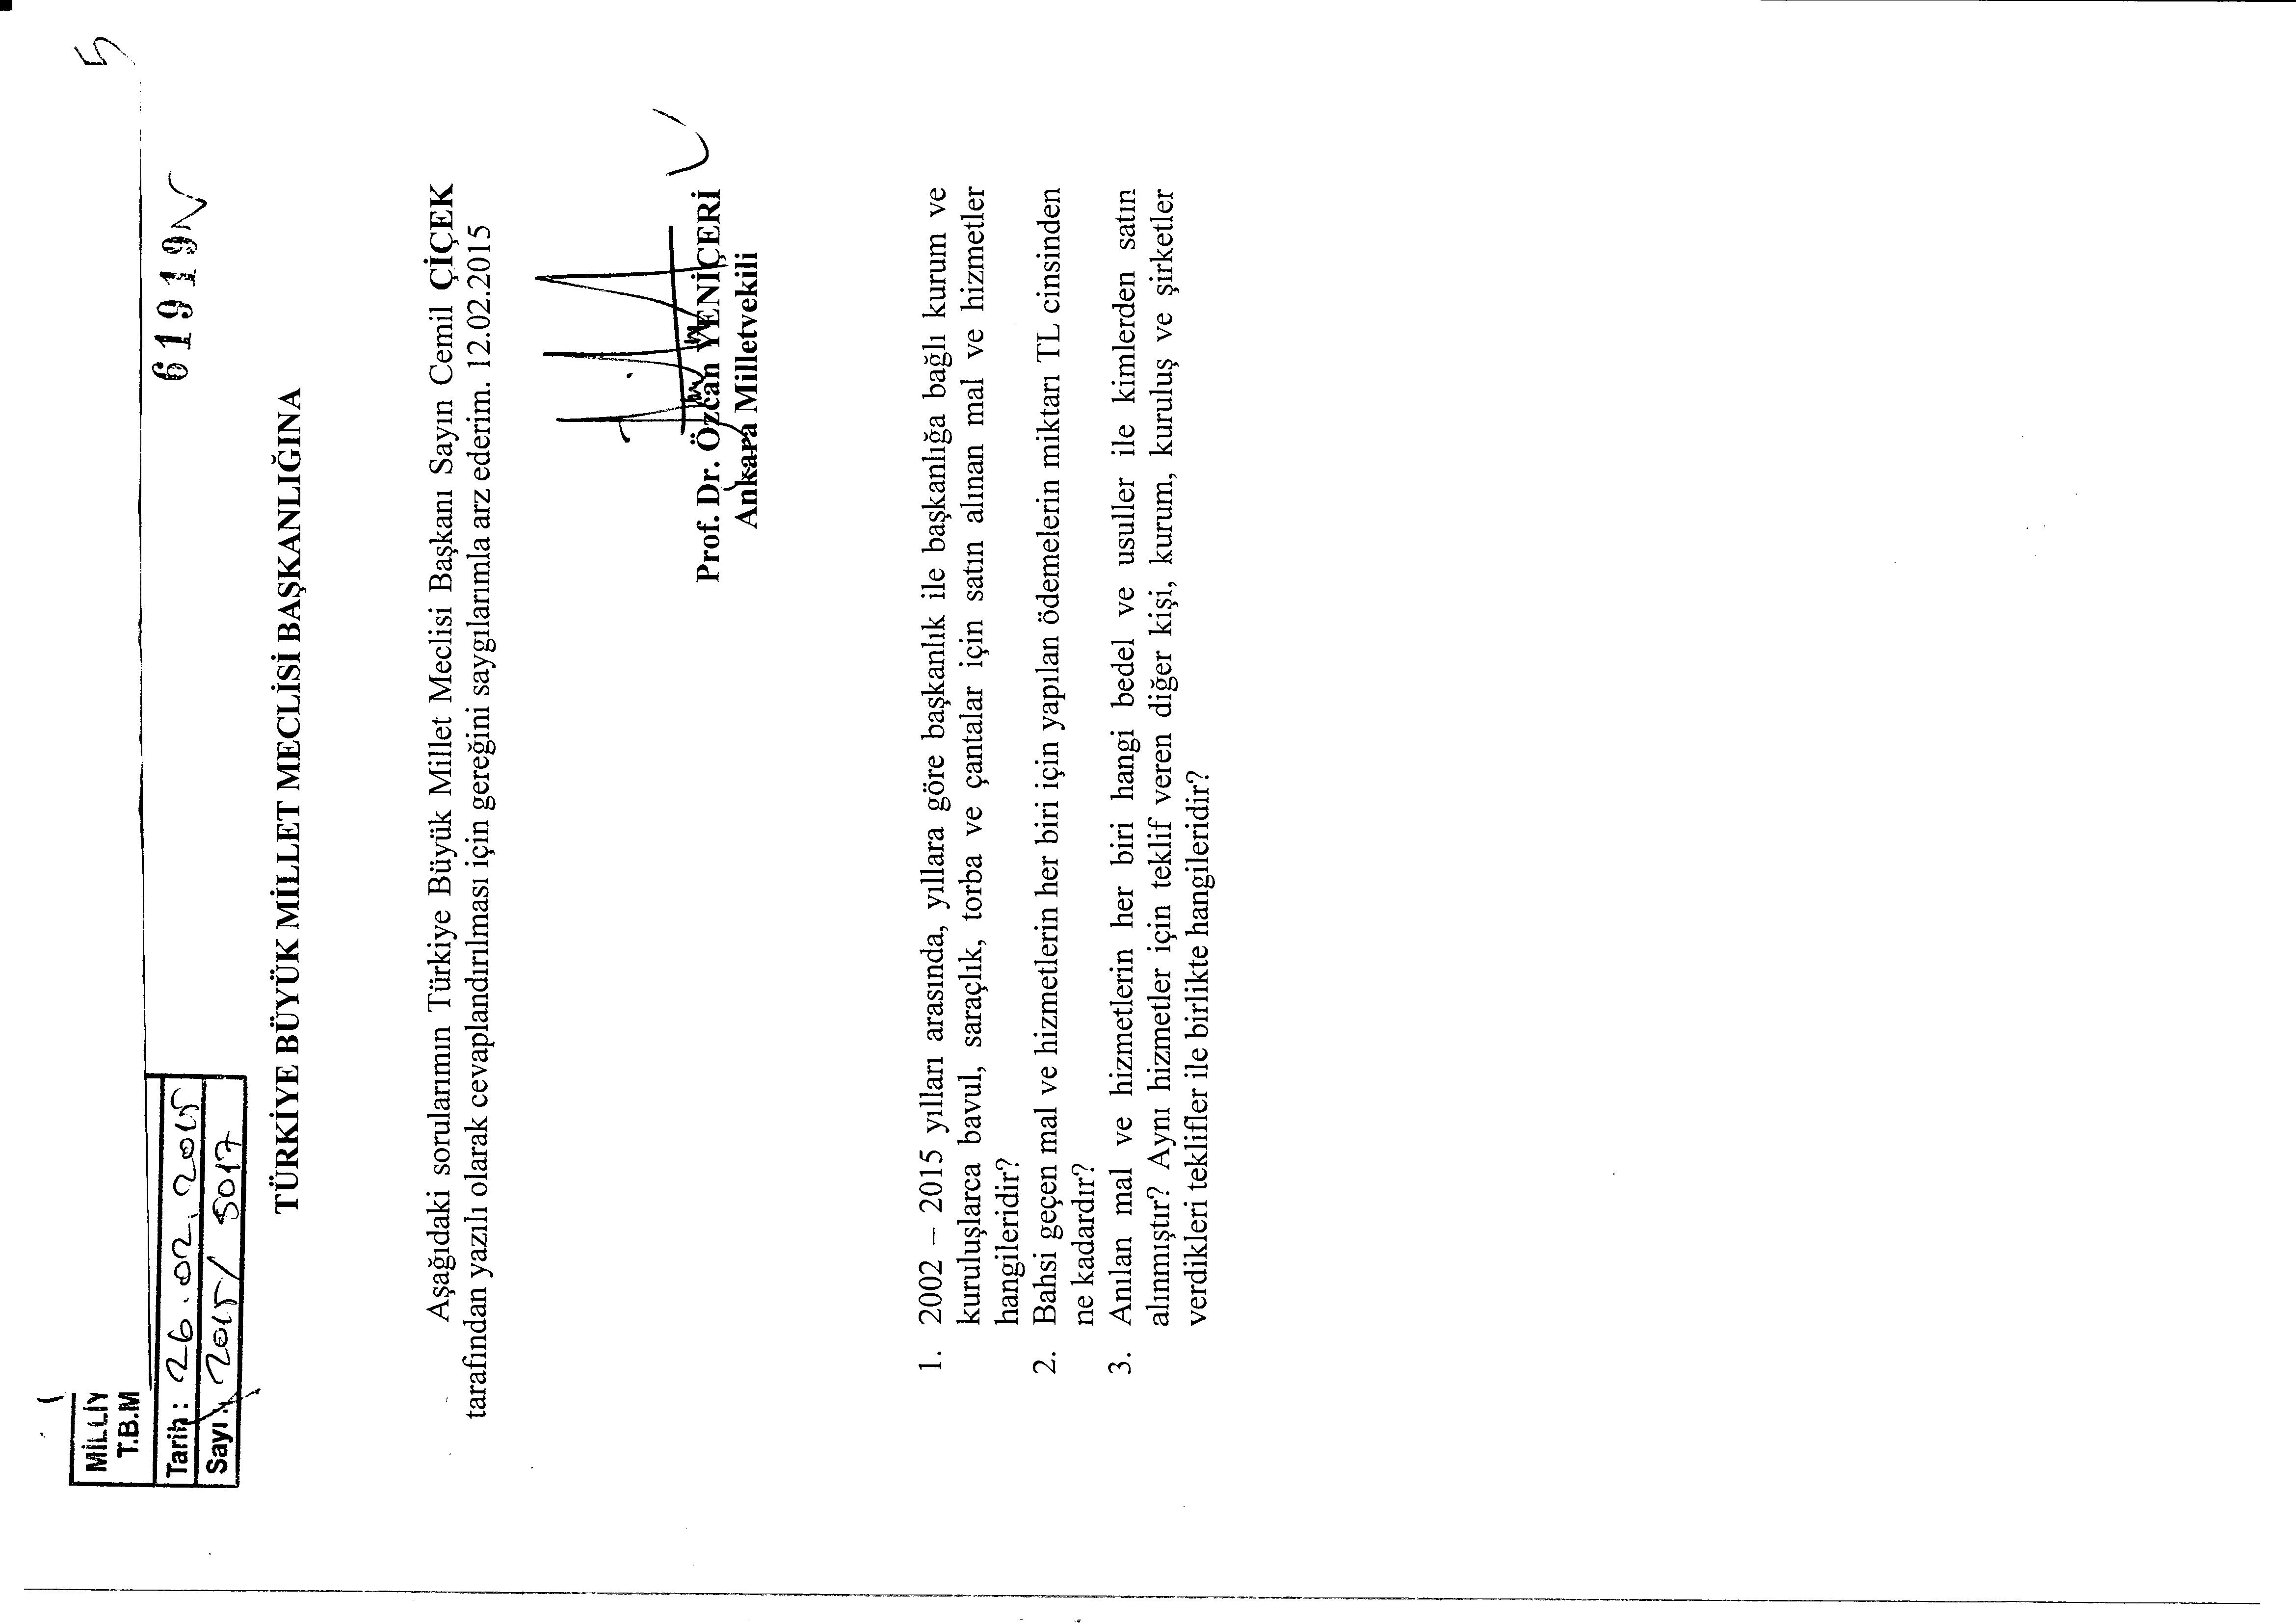 MİLLİY
T.B.M
Tarih: 26.02.2015
Sayı: 2015/ 5017
61919
TÜRKİYE BÜYÜK MİLLET MECLİSİ BAŞKANLIĞINA
Aşağıdaki sorularımın Türkiye Büyük Millet Meclisi Başkanı Sayın Cemil ÇİÇEK
tarafından yazılı olarak cevaplandırılması için gereğini saygılarımla arz ederim. 12.02.2015
Prof. Dr. Özcan YENİÇERİ
Ankara Milletvekili
1. 2002 – 2015 yılları arasında, yıllara göre başkanlık ile başkanlığa bağlı kurum ve
kuruluşlarca bavul, saraçlık, torba ve çantalar için satın alınan mal ve hizmetler
hangileridir?
2. Bahsi geçen mal ve hizmetlerin her biri için yapılan ödemelerin miktarı TL cinsinden
ne kadardır?
3. Anılan mal ve hizmetlerin her biri hangi bedel ve usuller ile kimlerden satın
alınmıştır? Aynı hizmetler için teklif veren diğer kişi, kurum, kuruluş ve şirketler
verdikleri teklifler ile birlikte hangileridir?